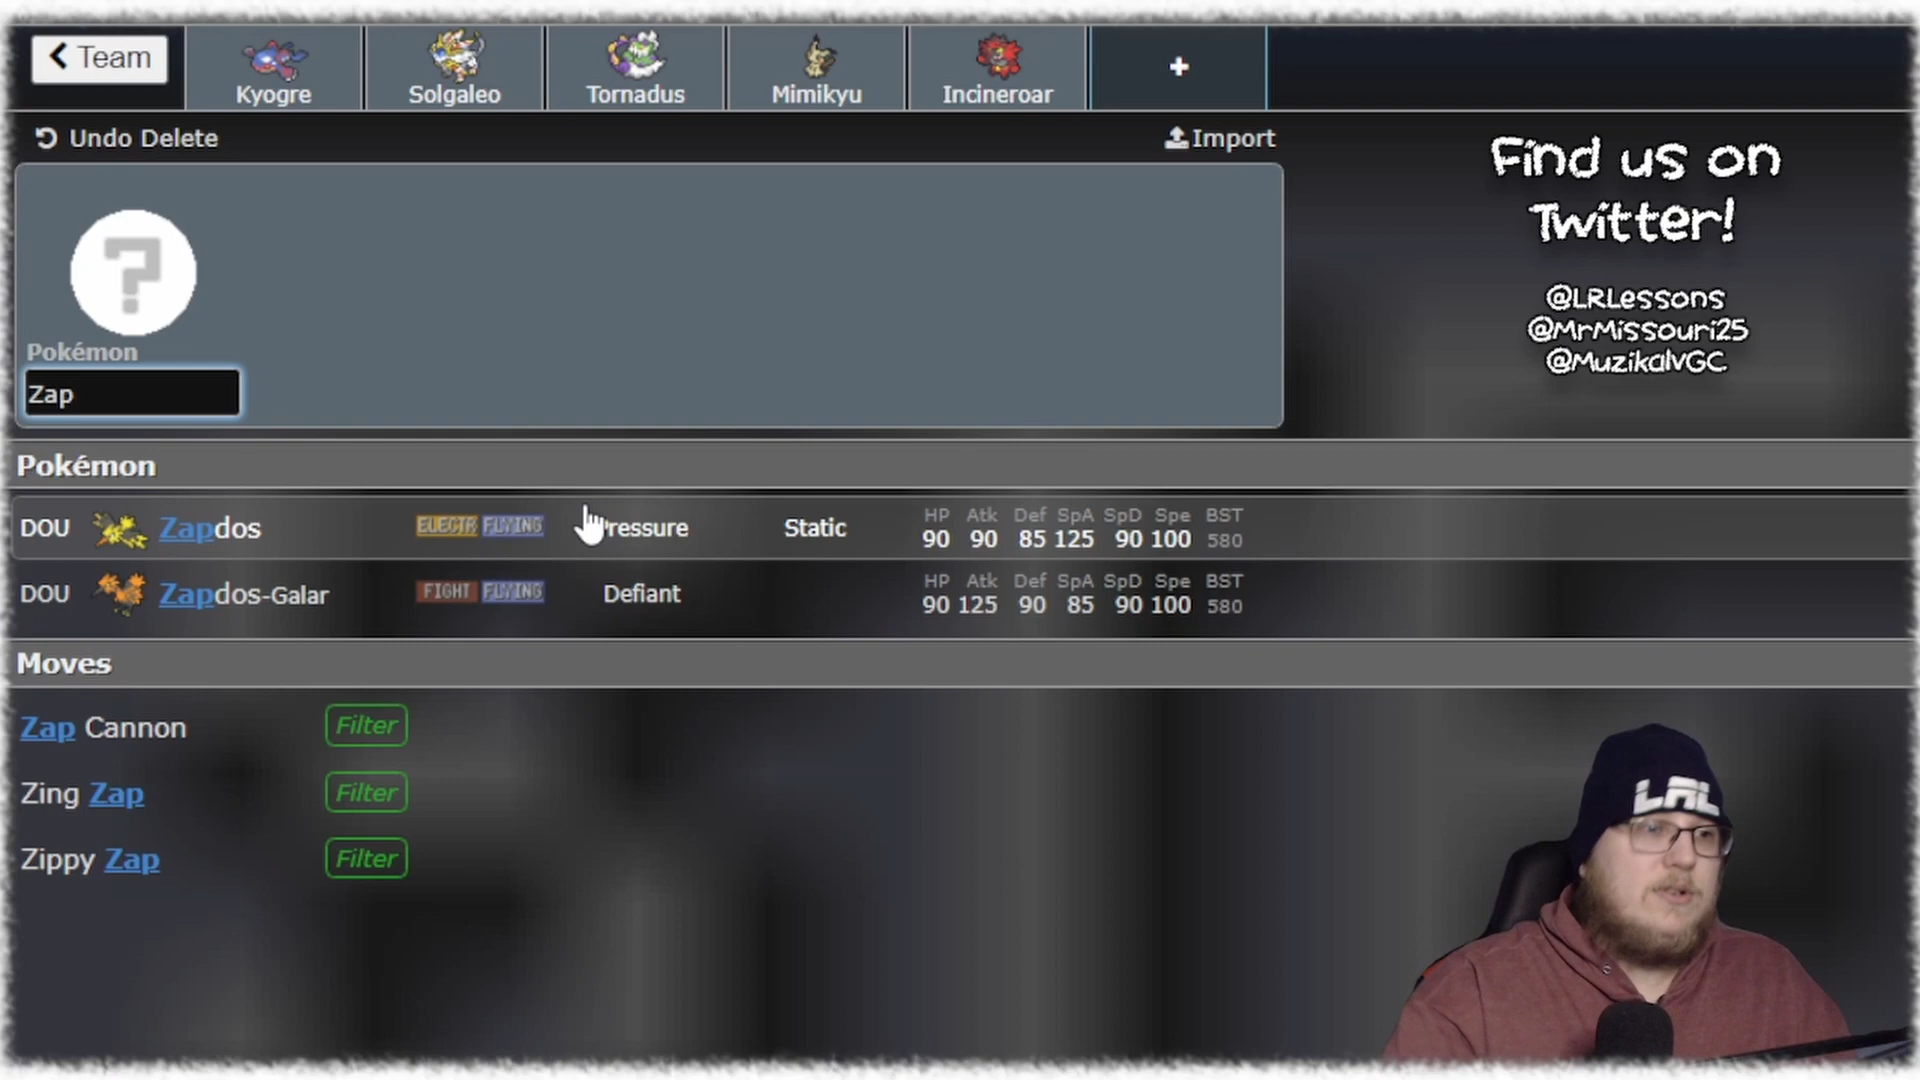 Team
Kyogre
Solgaleo
Tornadus
Mimikyu
Incineroar
+
Undo Delete
Import
Find us on
Twitter!
@LRLessons
@MrMissouri25
@MuzikalVGC
?
Pokémon
Zap
Pokémon
DOU Zapdos ELECTR FLYING Pressure Static HP 90 Atk 90 Def 85 SpA 125 SpD 90 Spe 100 BST 580
DOU Zapdos-Galar FIGHT FLYING Defiant HP 90 Atk 125 Def 90 SpA 85 SpD 90 Spe 100 BST 580
Moves
Zap Cannon Filter
Zing Zap Filter
Zippy Zap Filter
LRL